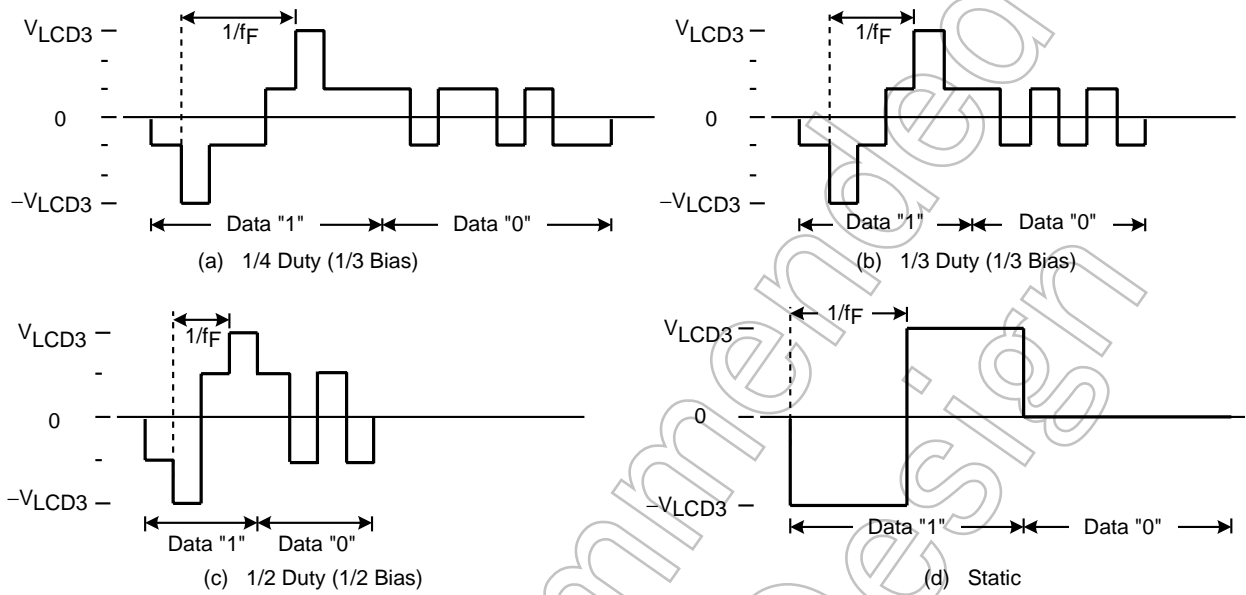 VLCD3
1/fF
0
−VLCD3
Data "1"
Data "0"
(a) 1/4 Duty (1/3 Bias)
VLCD3
1/fF
0
−VLCD3
Data "1"
Data "0"
(b) 1/3 Duty (1/3 Bias)
VLCD3
1/fF
0
−VLCD3
Data "1"
Data "0"
(c) 1/2 Duty (1/2 Bias)
VLCD3
1/fF
0
−VLCD3
Data "1"
Data "0"
(d) Static
mmended
esign